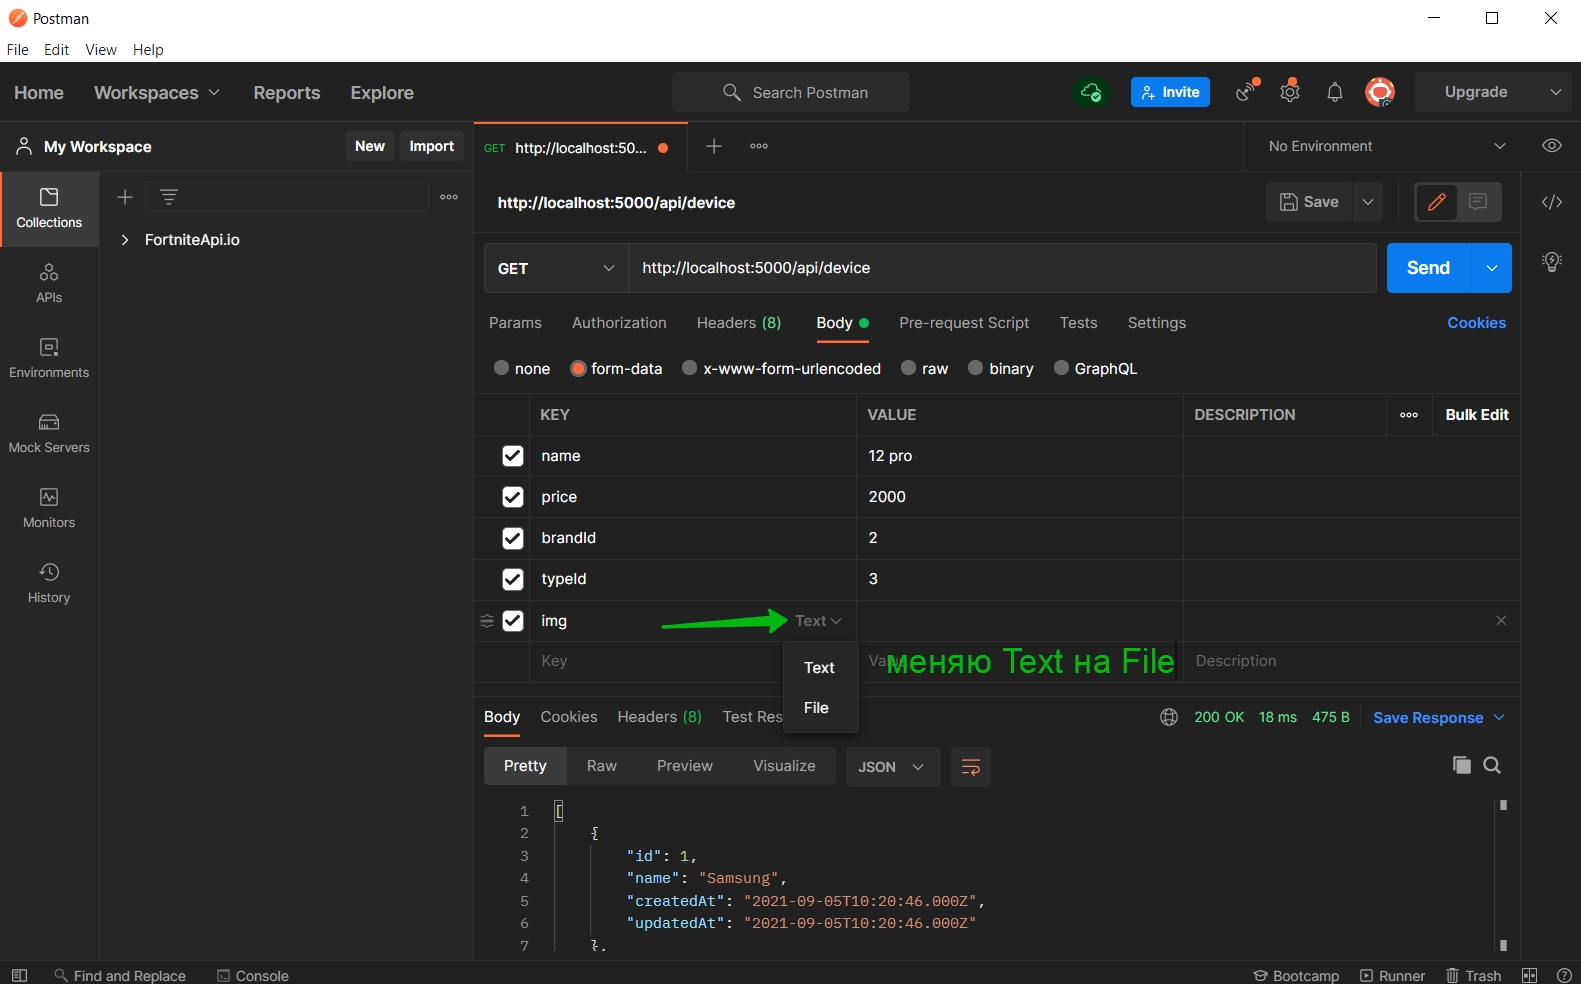 Postman
File Edit View Help
Home Workspaces Reports Explore Search Postman Invite Upgrade
My Workspace New Import GET http://localhost:50... No Environment
Collections
FortniteApi.io
APIs
Environments
Mock Servers
Monitors
History
http://localhost:5000/api/device Save
GET http://localhost:5000/api/device Send
Params Authorization Headers (8) Body Pre-request Script Tests Settings Cookies
none form-data x-www-form-urlencoded raw binary GraphQL
KEY VALUE DESCRIPTION Bulk Edit
name 12 pro
price 2000
brandId 2
typeId 3
img Text
Key меняю Text на File Description
Text
File
Body Cookies Headers (8) Test Res 200 OK 18 ms 475 B Save Response
Pretty Raw Preview Visualize JSON
1 [
2 {
3 "id": 1,
4 "name": "Samsung",
5 "createdAt": "2021-09-05T10:20:46.000Z",
6 "updatedAt": "2021-09-05T10:20:46.000Z"
7 },
Find and Replace Console Bootcamp Runner Trash